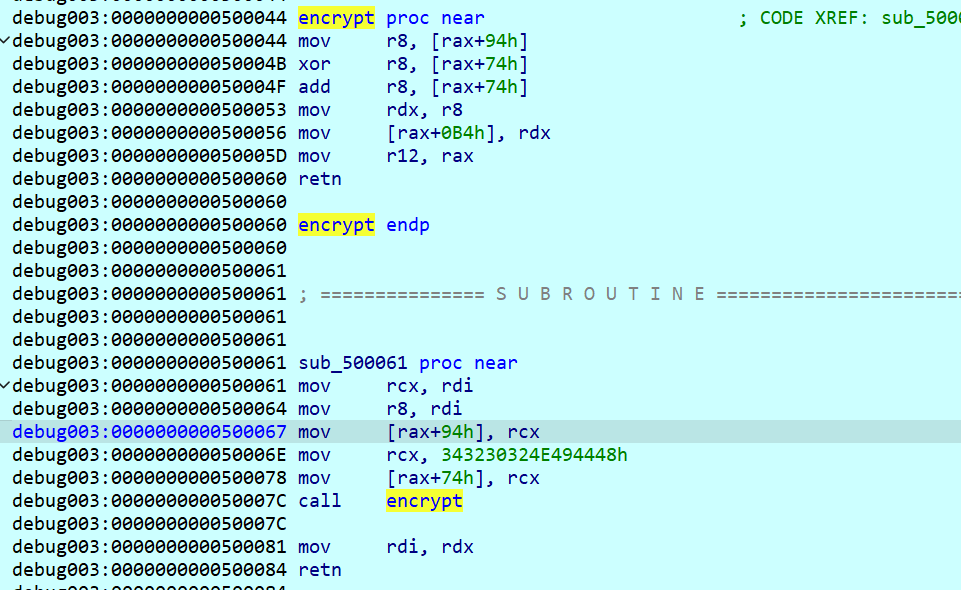 debug003:0000000000500044 encrypt proc near ; CODE XREF: sub_500
debug003:0000000000500044 mov r8, [rax+94h]
debug003:000000000050004B xor r8, [rax+74h]
debug003:000000000050004F add r8, [rax+74h]
debug003:0000000000500053 mov rdx, r8
debug003:0000000000500056 mov [rax+0B4h], rdx
debug003:000000000050005D mov r12, rax
debug003:0000000000500060 retn
debug003:0000000000500060
debug003:0000000000500060 encrypt endp
debug003:0000000000500060
debug003:0000000000500061
debug003:0000000000500061 ; =============== S U B R O U T I N E =======================
debug003:0000000000500061
debug003:0000000000500061
debug003:0000000000500061 sub_500061 proc near
debug003:0000000000500061 mov rcx, rdi
debug003:0000000000500064 mov r8, rdi
debug003:0000000000500067 mov [rax+94h], rcx
debug003:000000000050006E mov rcx, 343230324E494448h
debug003:0000000000500078 mov [rax+74h], rcx
debug003:000000000050007C call encrypt
debug003:000000000050007C
debug003:0000000000500081 mov rdi, rdx
debug003:0000000000500084 retn